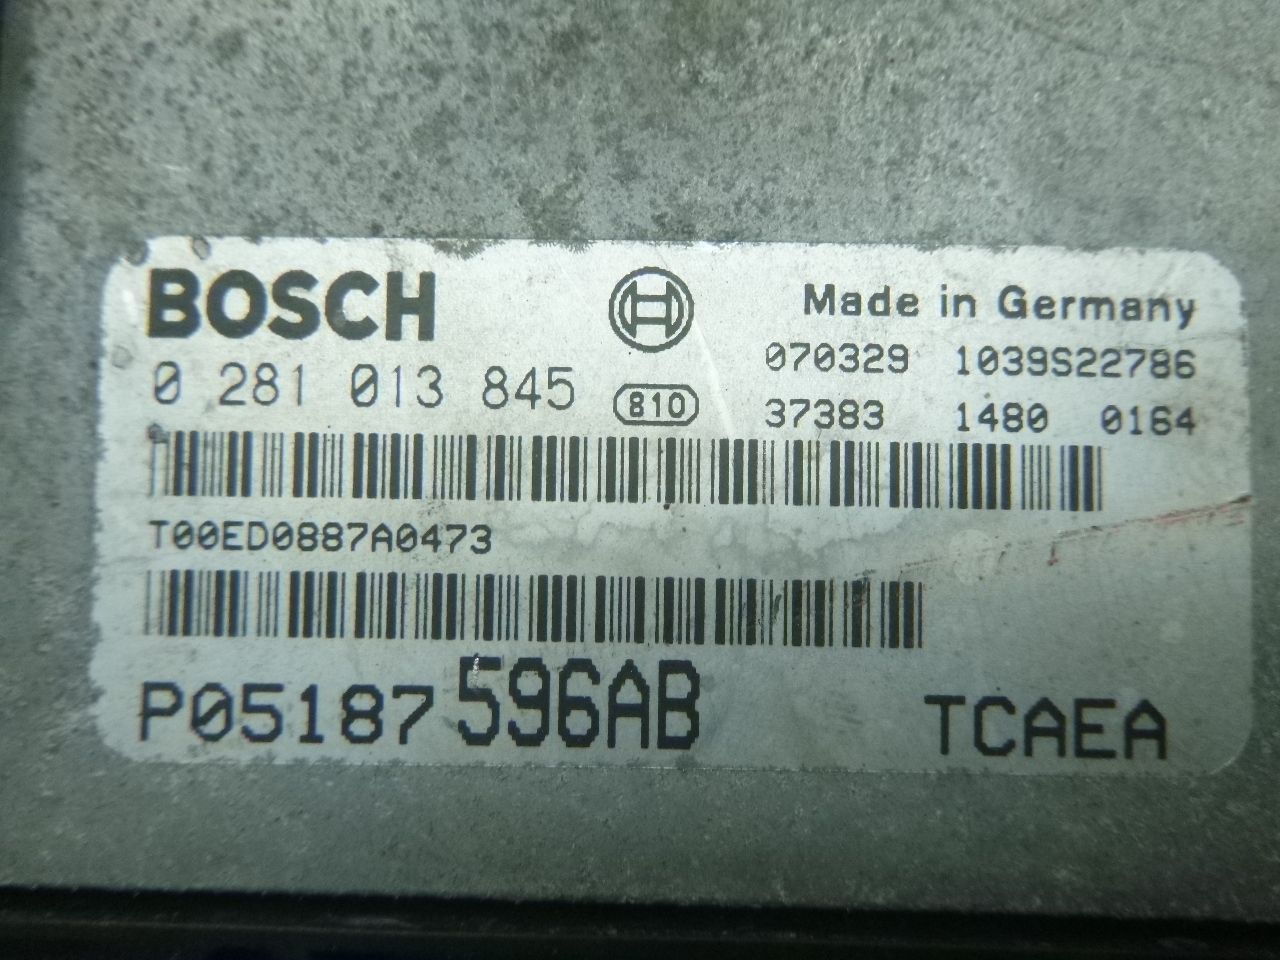 BOSCH
Made in Germany
0 281 013 845
810
070329 1039S22786
37383 1480 0164
T00ED0887A0473
P05187596AB
TCAEA